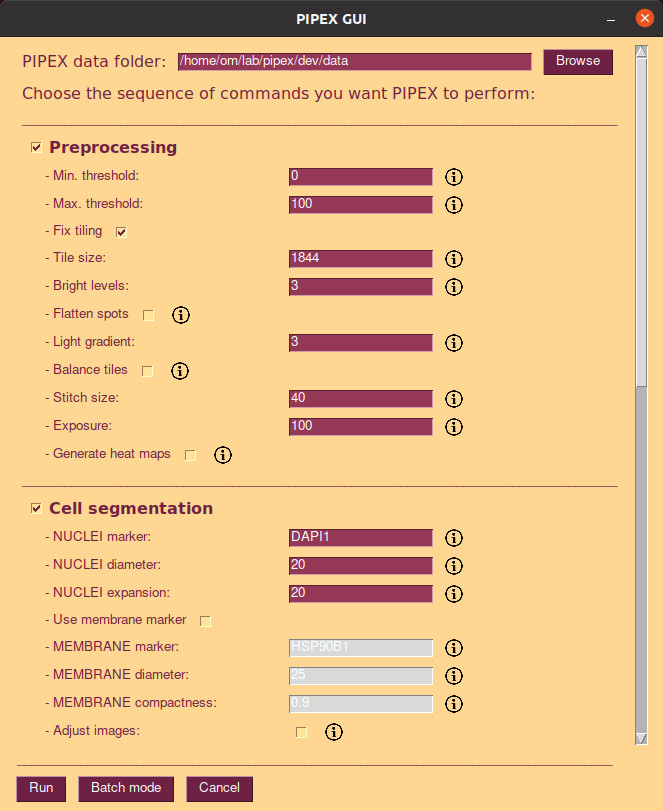 PIPEX GUI
PIPEX data folder: /home/om/lab/pipex/dev/data Browse
Choose the sequence of commands you want PIPEX to perform:
Preprocessing
- Min. threshold: 0
- Max. threshold: 100
- Fix tiling
- Tile size: 1844
- Bright levels: 3
- Flatten spots
- Light gradient: 3
- Balance tiles
- Stitch size: 40
- Exposure: 100
- Generate heat maps
Cell segmentation
- NUCLEI marker: DAPI1
- NUCLEI diameter: 20
- NUCLEI expansion: 20
- Use membrane marker
- MEMBRANE marker: HSP90B1
- MEMBRANE diameter: 25
- MEMBRANE compactness: 0.9
- Adjust images:
Run Batch mode Cancel